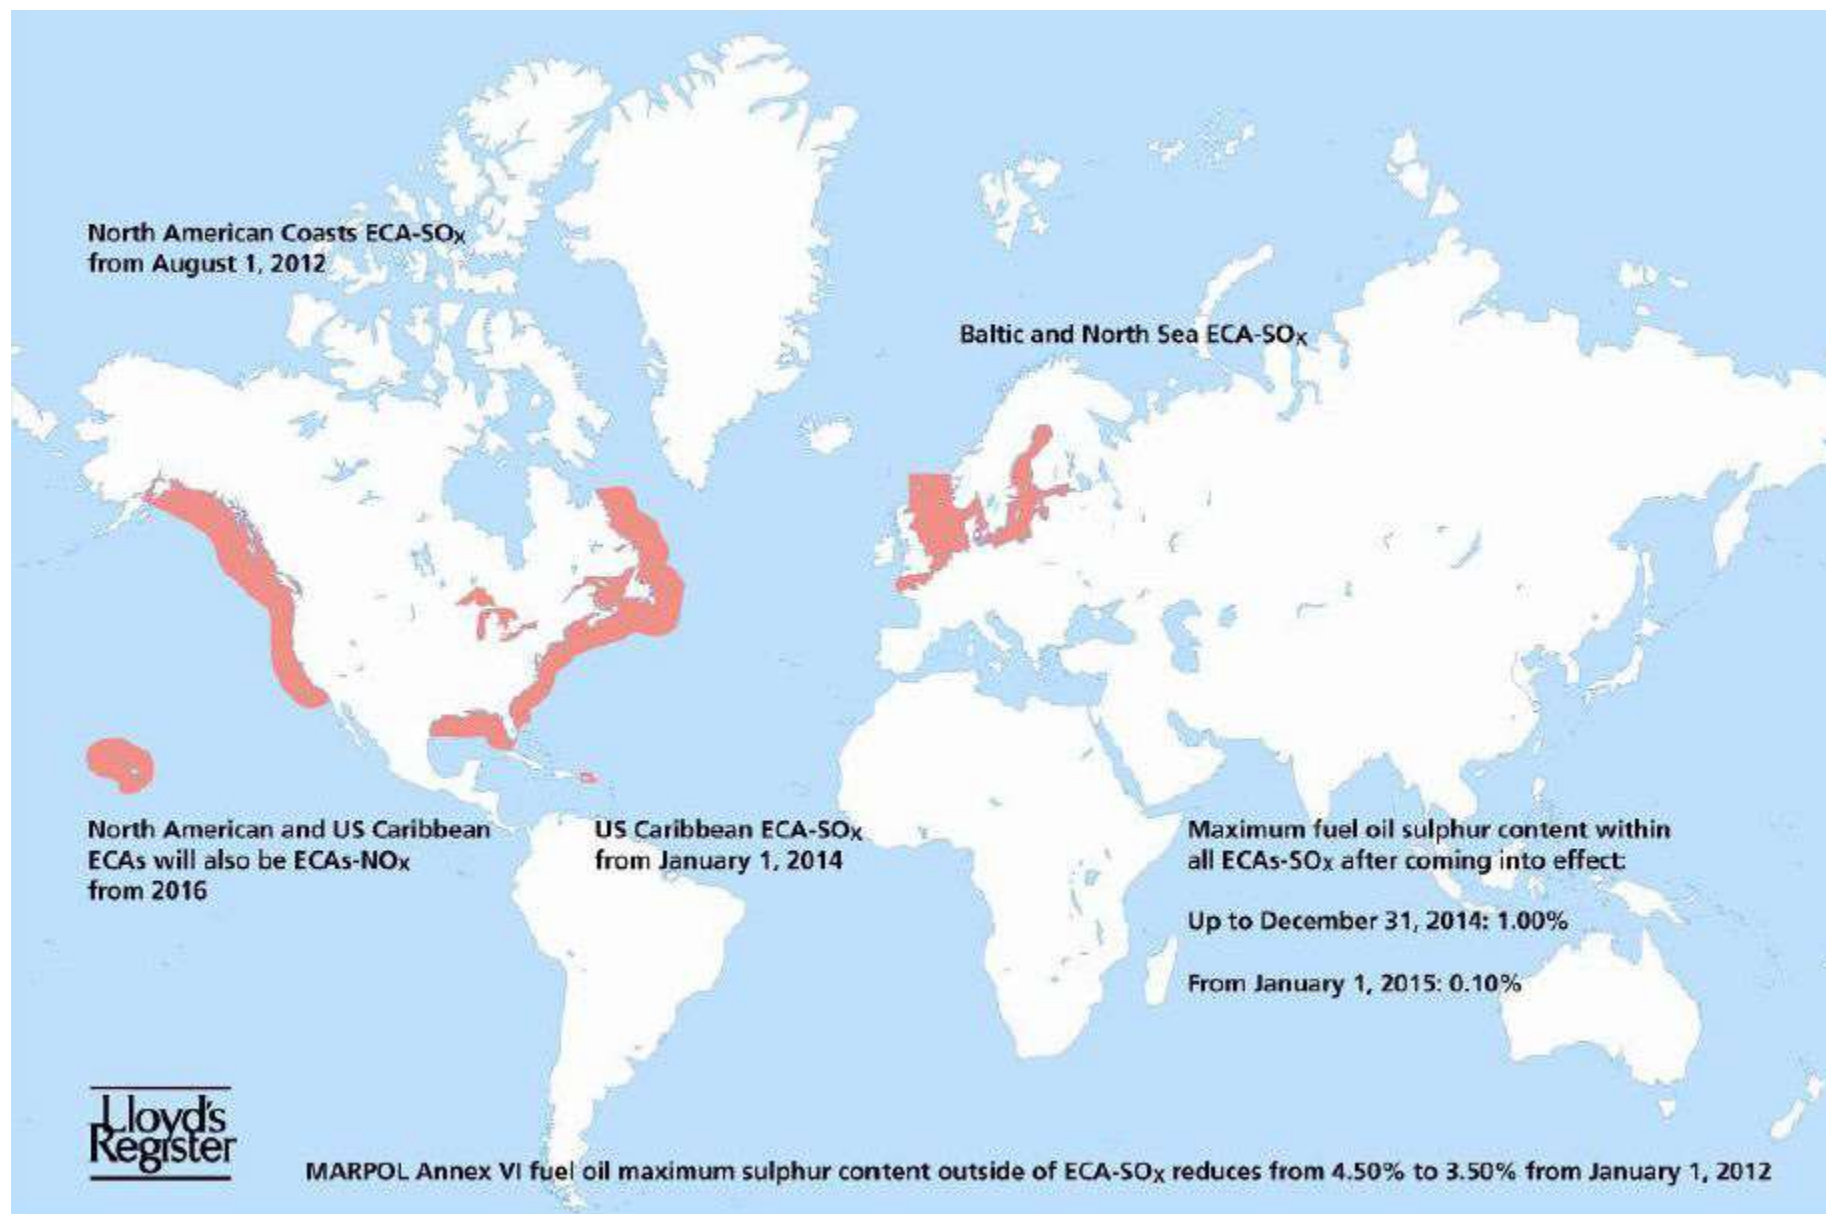 North American Coasts ECA-SOx
from August 1, 2012
Baltic and North Sea ECA-SOx
North American and US Caribbean
ECAs will also be ECAs-NOx
from 2016
US Caribbean ECA-SOx
from January 1, 2014
Maximum fuel oil sulphur content within
all ECAs-SOx after coming into effect:
Up to December 31, 2014: 1.00%
From January 1, 2015: 0.10%
Lloyd's
Register
MARPOL Annex VI fuel oil maximum sulphur content outside of ECA-SOx reduces from 4.50% to 3.50% from January 1, 2012